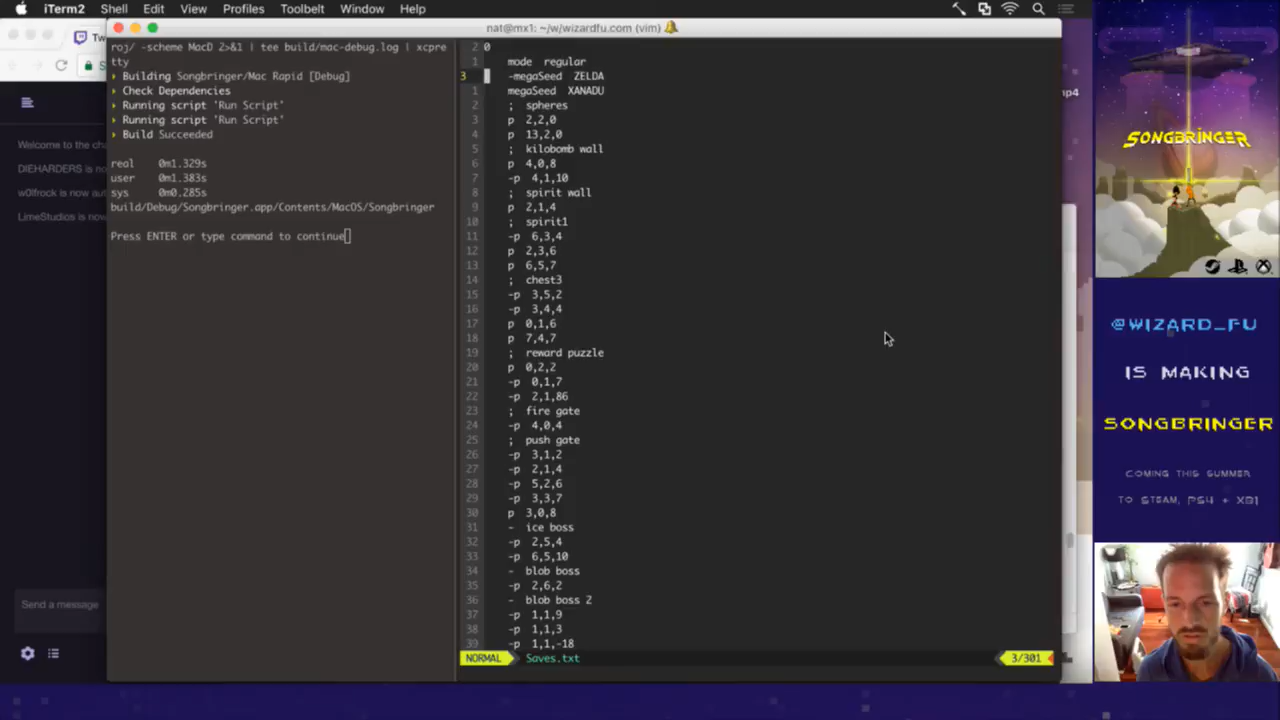 iTerm2 Shell Edit View Profiles Toolbelt Window Help
nat@mx1: ~/w/wizardfu.com (vim)
Tw
roj/ -scheme MacD 2>&1 | tee build/mac-debug.log | xcpre
tty
Building Songbringer/Mac Rapid [Debug]
Check Dependencies
Running script 'Run Script'
Running script 'Run Script'
Build Succeeded
real 0m1.329s
user 0m1.383s
sys 0m0.285s
build/Debug/Songbringer.app/Contents/MacOS/Songbringer
Press ENTER or type command to continue
Welcome to the cha
DIEHARDERS is no
w0lfrock is now aut
LimeStudios is now
Send a message
2 0
1 mode regular
3 -megaSeed ZELDA
1 megaSeed XANADU
2 ; spheres
3 p 2,2,0
4 p 13,2,0
5 ; kilobomb wall
6 p 4,0,8
7 -p 4,1,10
8 ; spirit wall
9 p 2,1,4
10 ; spirit1
11 -p 6,3,4
12 p 2,3,6
13 p 6,5,7
14 ; chest3
15 -p 3,5,2
16 -p 3,4,4
17 p 0,1,6
18 p 7,4,7
19 ; reward puzzle
20 p 0,2,2
21 -p 0,1,7
22 -p 2,1,86
23 ; fire gate
24 -p 4,0,4
25 ; push gate
26 -p 3,1,2
27 -p 2,1,4
28 -p 5,2,6
29 -p 3,3,7
30 p 3,0,8
31 - ice boss
32 -p 2,5,4
33 -p 6,5,10
34 - blob boss
35 -p 2,6,2
36 - blob boss 2
37 -p 1,1,9
38 -p 1,1,3
39 -p 1,1,-18
NORMAL Saves.txt 3/301
mp4
SONGBRINGER
@WIZARD_FU
IS MAKING
SONGBRINGER
COMING THIS SUMMER
TO STEAM, PS4 + XB1